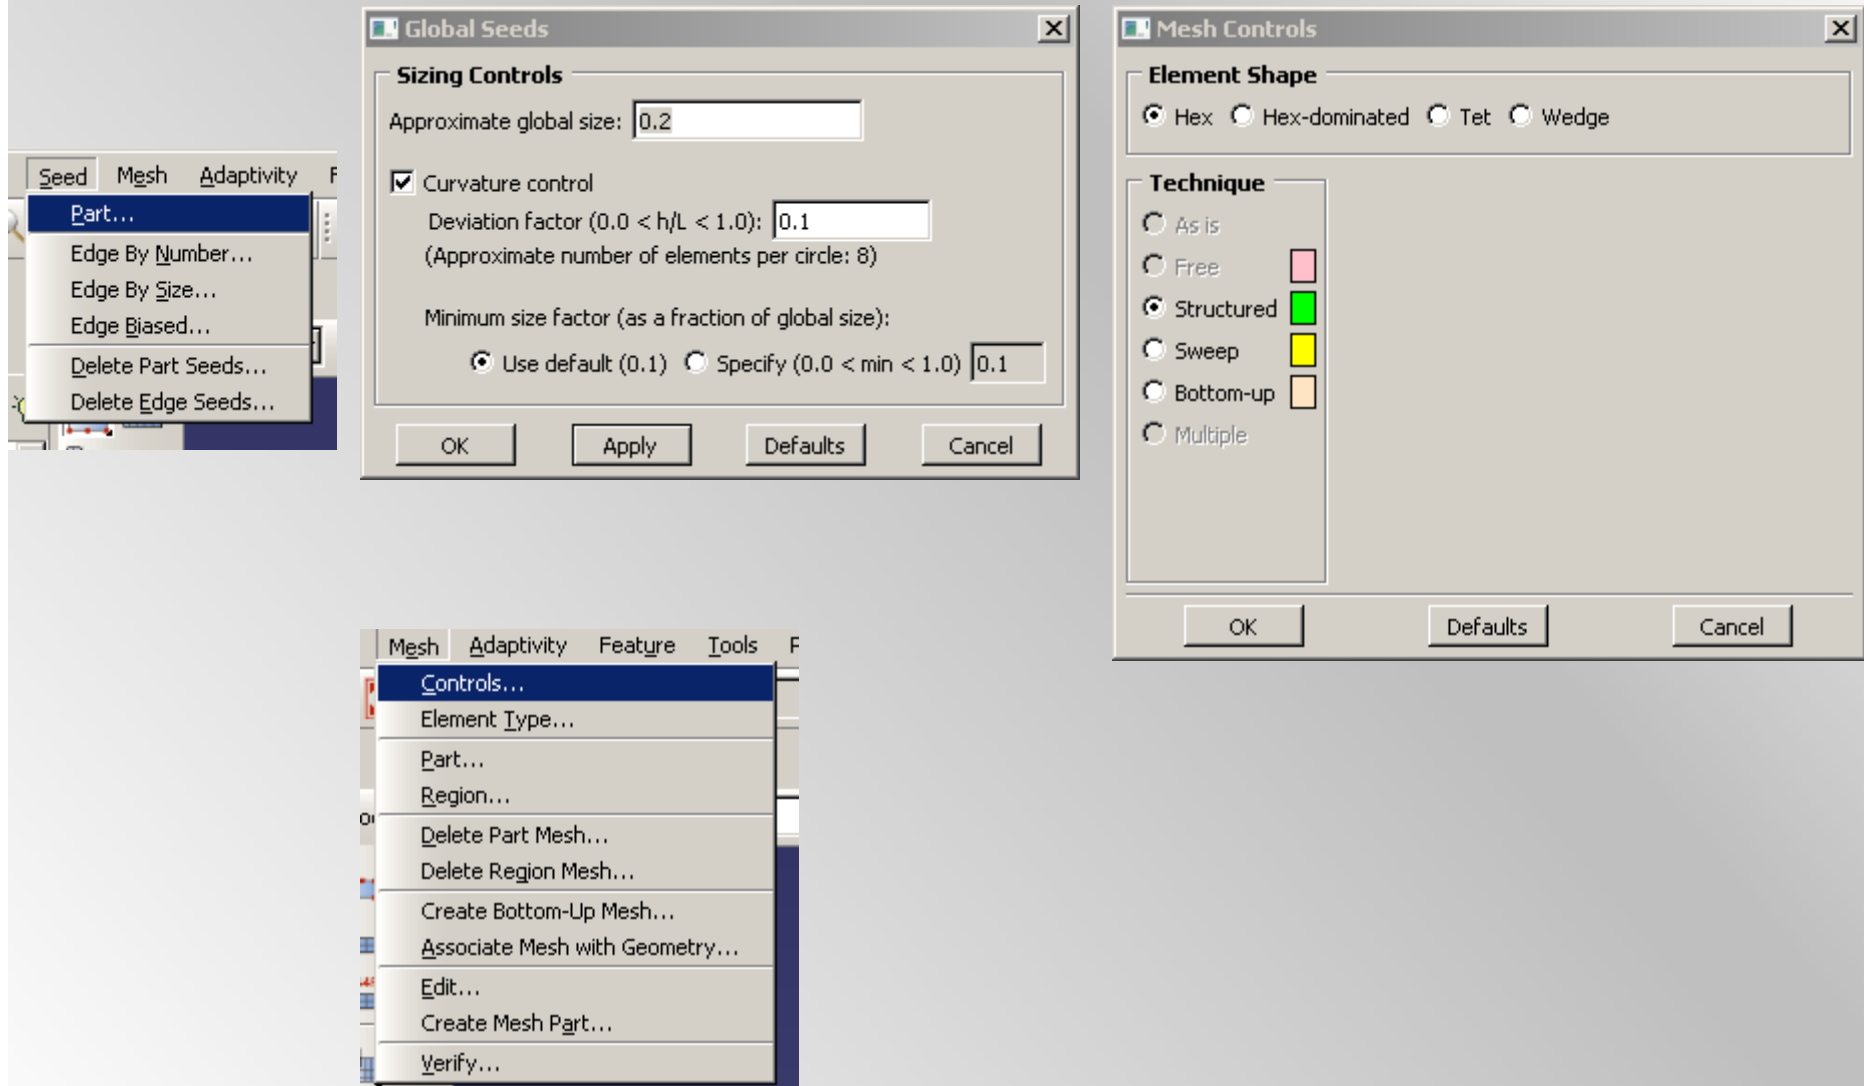 Seed Mesh Adaptivity F
Part...
Edge By Number...
Edge By Size...
Edge Biased...
Delete Part Seeds...
Delete Edge Seeds...
Global Seeds
Sizing Controls
Approximate global size: 0.2
Curvature control
Deviation factor (0.0 < h/L < 1.0): 0.1
(Approximate number of elements per circle: 8)
Minimum size factor (as a fraction of global size):
Use default (0.1) Specify (0.0 < min < 1.0) 0.1
OK Apply Defaults Cancel
Mesh Controls
Element Shape
Hex Hex-dominated Tet Wedge
Technique
As is
Free
Structured
Sweep
Bottom-up
Multiple
OK Defaults Cancel
Mesh Adaptivity Feature Tools
Controls...
Element Type...
Part...
Region...
Delete Part Mesh...
Delete Region Mesh...
Create Bottom-Up Mesh...
Associate Mesh with Geometry...
Edit...
Create Mesh Part...
Verify...